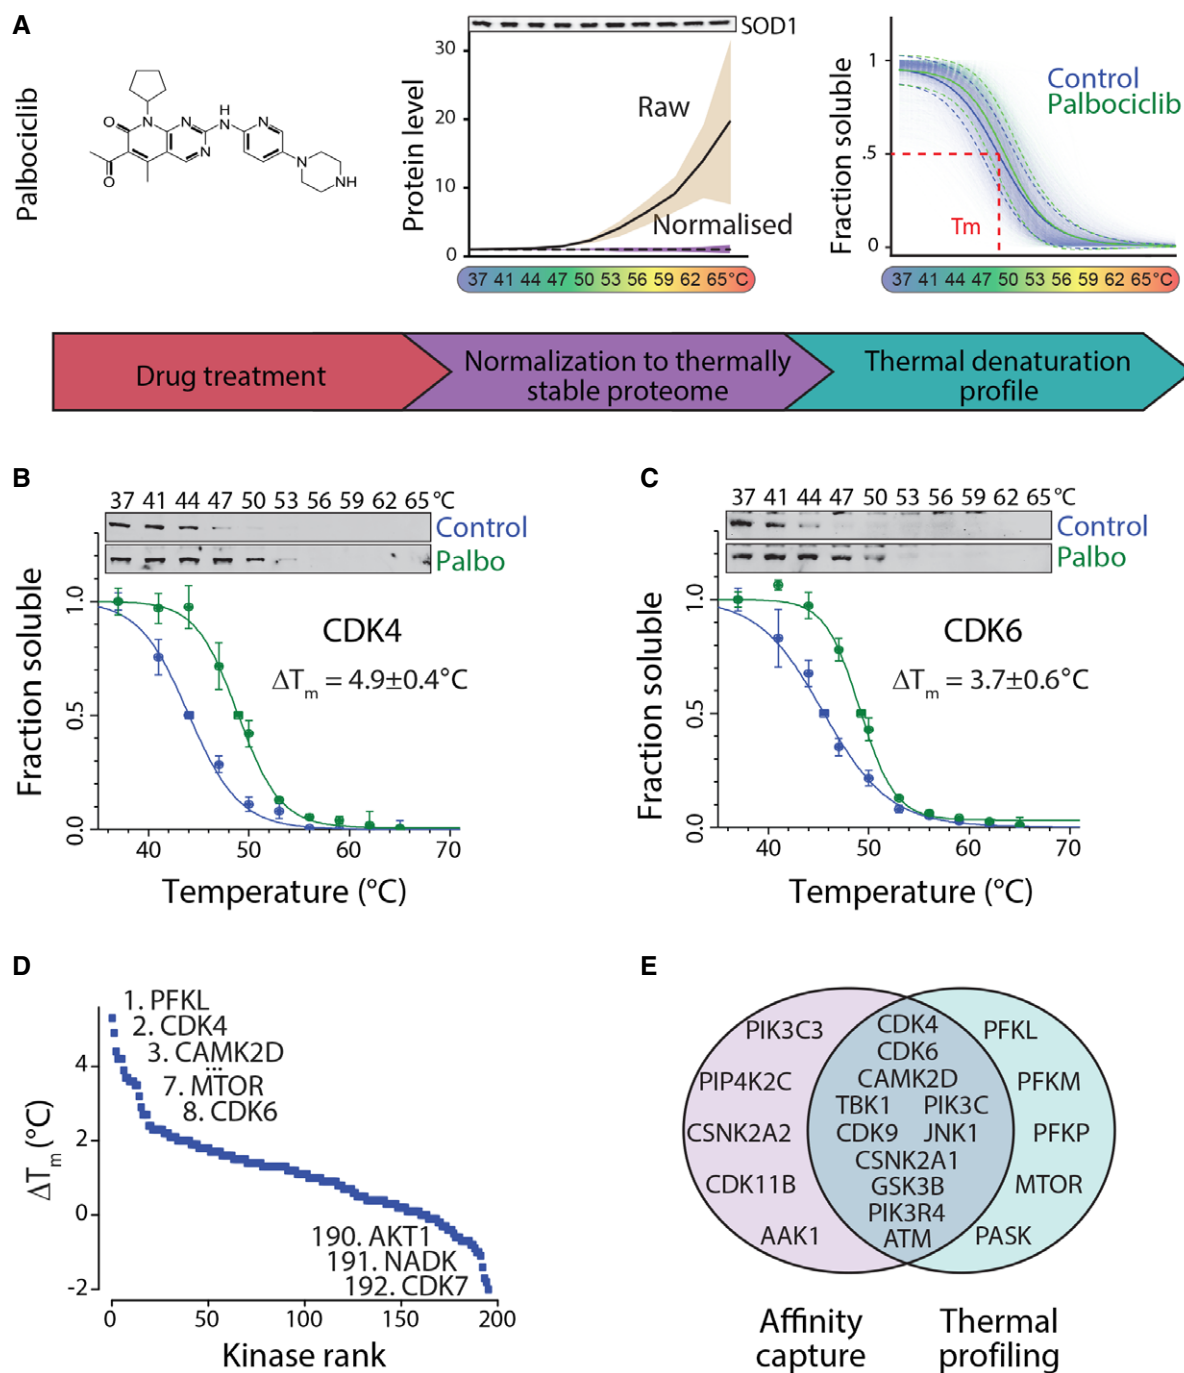 A
Palbociclib
N
N
N
O
O
H
N
N
N
NH
SOD1
Protein level
30
20
10
0
Raw
Normalised
37 41 44 47 50 53 56 59 62 65°C
Fraction soluble
1
.5
0
Control
Palbociclib
Tm
37 41 44 47 50 53 56 59 62 65°C
Drug treatment
Normalization to thermally
stable proteome
Thermal denaturation
profile
B
37 41 44 47 50 53 56 59 62 65 °C
Control
Palbo
Fraction soluble
1.0
0.5
0.0
CDK4
ΔTm = 4.9±0.4°C
40 50 60 70
Temperature (°C)
C
37 41 44 47 50 53 56 59 62 65 °C
Control
Palbo
Fraction soluble
1.0
0.5
0.0
CDK6
ΔTm = 3.7±0.6°C
40 50 60 70
Temperature (°C)
D
ΔTm (°C)
4
2
0
-2
1. PFKL
2. CDK4
3. CAMK2D
...
7. MTOR
8. CDK6
190. AKT1
191. NADK
192. CDK7
0 50 100 150 200
Kinase rank
E
PIK3C3
PIP4K2C
CSNK2A2
CDK11B
AAK1
CDK4
CDK6
CAMK2D
TBK1 PIK3C
CDK9 JNK1
CSNK2A1
GSK3B
PIK3R4
ATM
PFKL
PFKM
PFKP
MTOR
PASK
Affinity
capture
Thermal
profiling